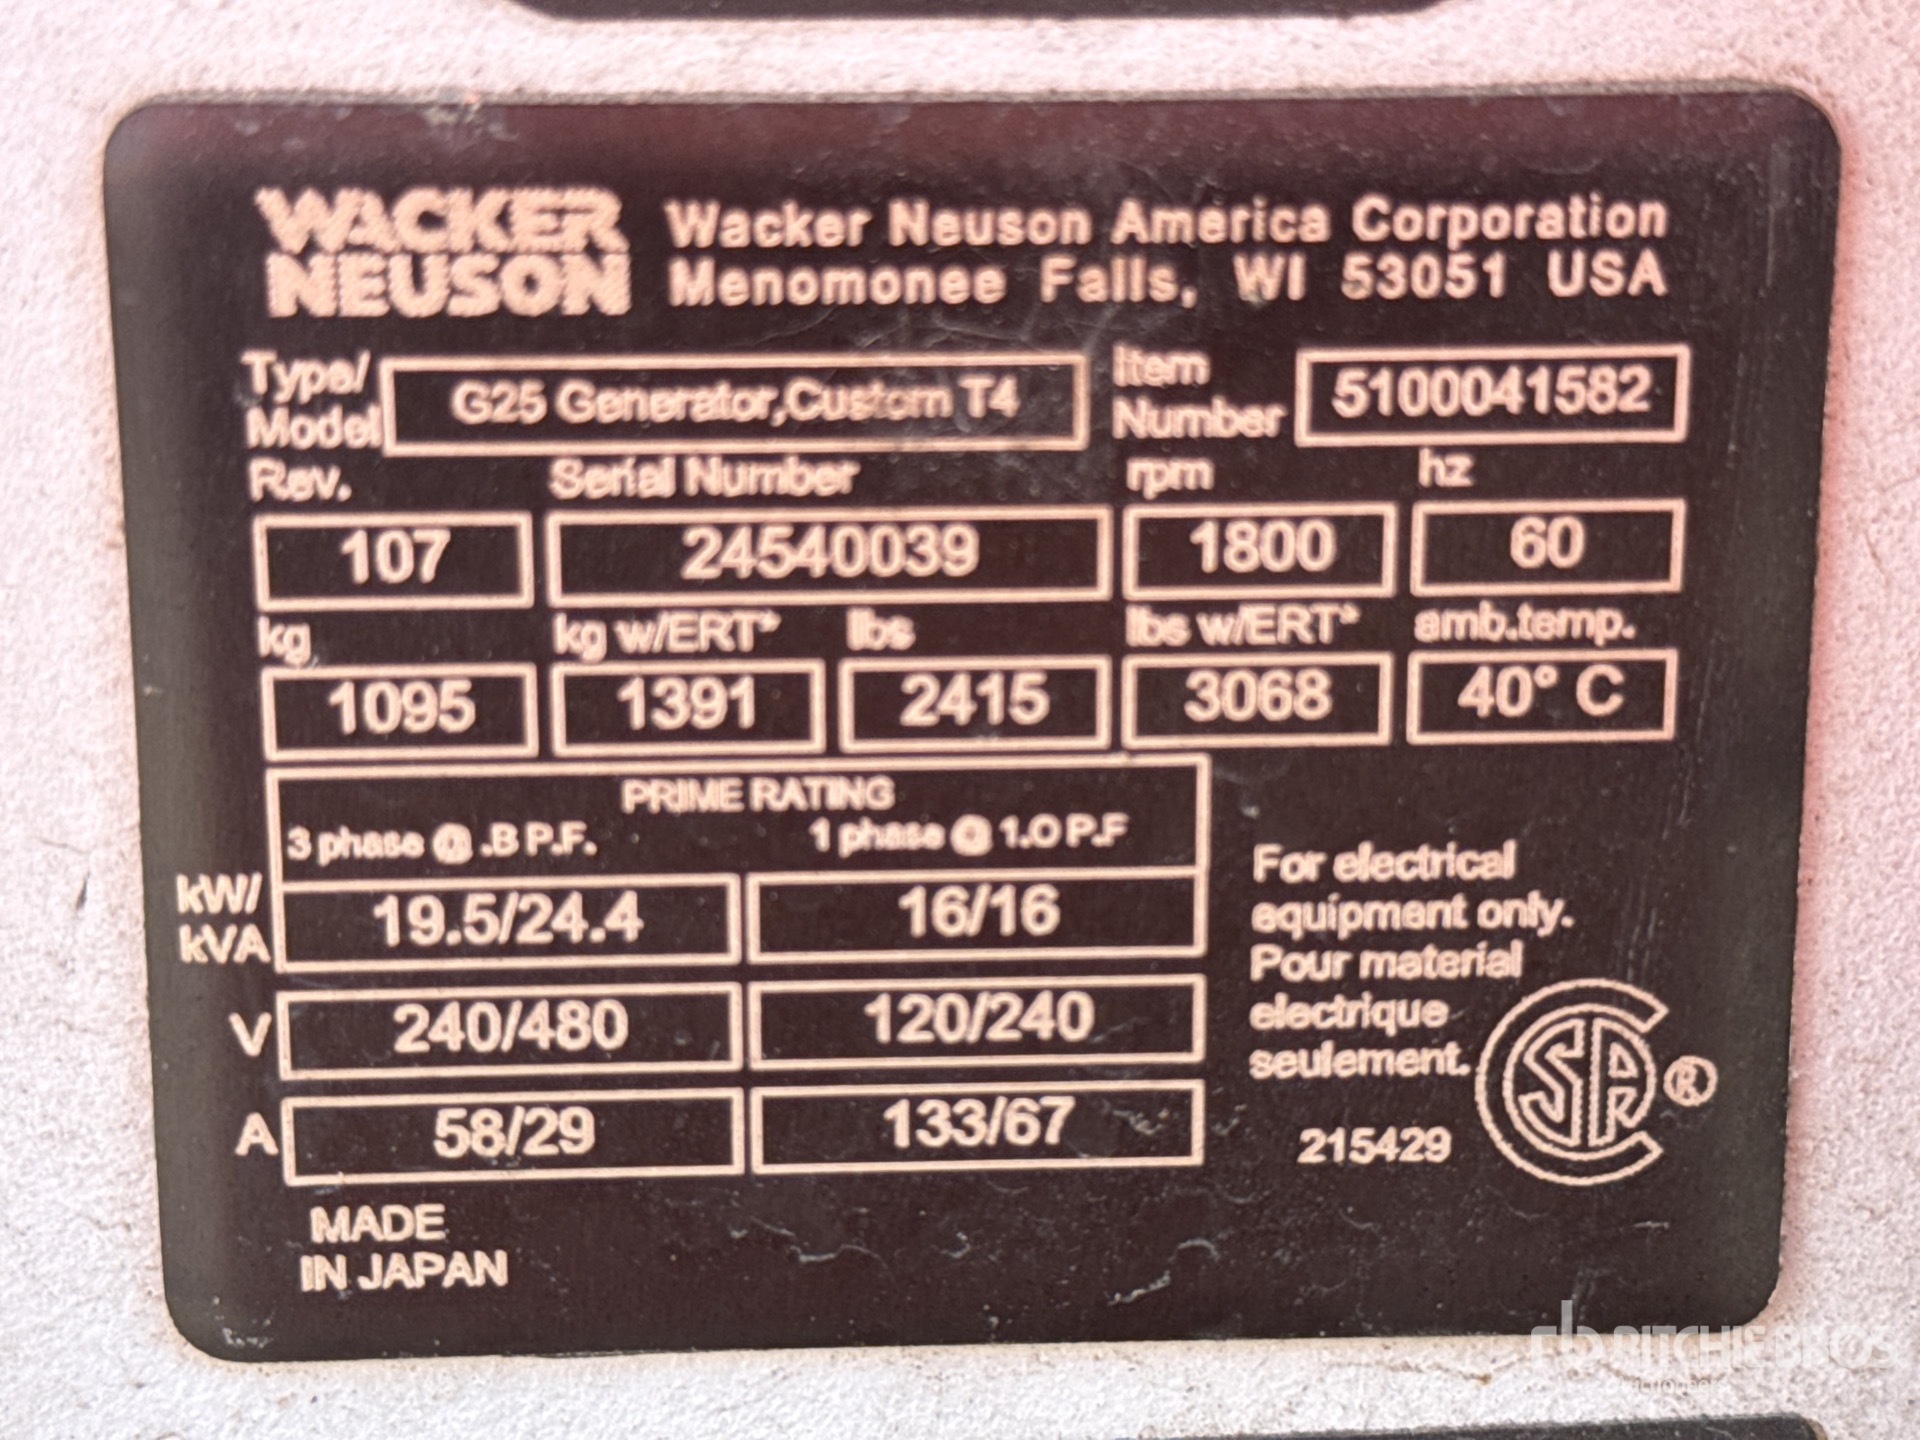 WACKER NEUSON
Wacker Neuson America Corporation
Menomonee Falls, WI 53051 USA
Type/ Model
G25 Generator,Custom T4
Item Number
5100041582
Rev.
Serial Number
rpm
hz
107
24540039
1800
60
kg
kg w/ERT*
lbs
lbs w/ERT*
amb.temp.
1095
1391
2415
3068
40° C
PRIME RATING
3 phase @ .8 P.F.
1 phase @ 1.0 P.F
kW/ kVA
19.5/24.4
16/16
V
240/480
120/240
A
58/29
133/67
For electrical
equipment only.
Pour material
electrique
seulement.
215429
®
MADE
IN JAPAN
rb RITCHIE BROS
Auctioneers